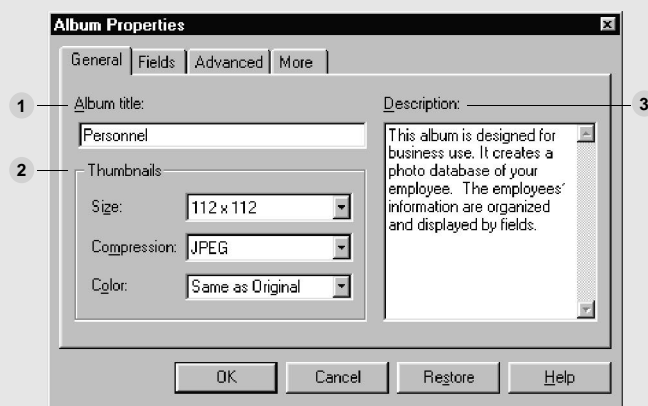 Album Properties
General Fields Advanced More
1 Album title:
Personnel
2 Thumbnails
Size: 112 x 112
Compression: JPEG
Color: Same as Original
Description: 3
This album is designed for
business use. It creates a
photo database of your
employee. The employees'
information are organized
and displayed by fields.
OK Cancel Restore Help